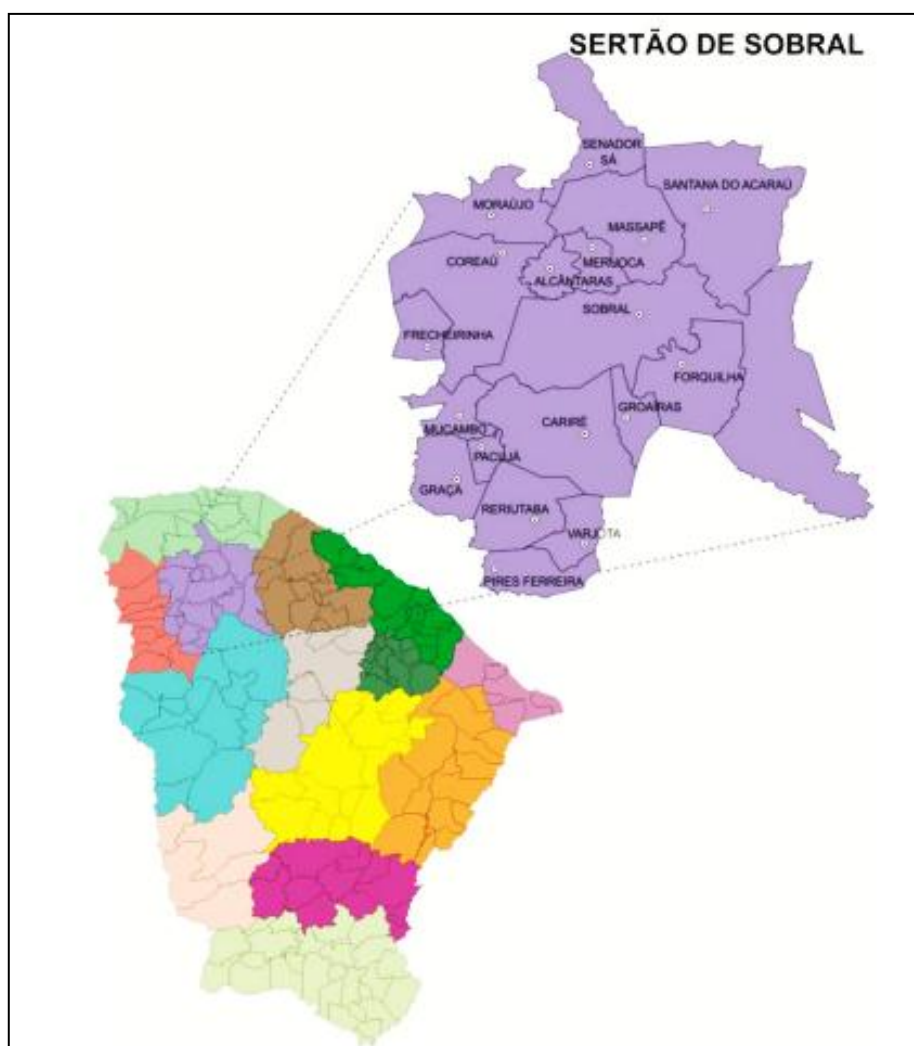 SERTÃO DE SOBRAL
SENADOR
SÁ
SANTANA DO ACARAÚ
MORAÚJO
MASSAPÊ
COREAÚ
MERUOCA
ALCÂNTARAS
SOBRAL
FRECHEIRINHA
FORQUILHA
GROAÍRAS
MUCAMBO
CARIRÉ
PACUJÁ
GRAÇA
RERIUTABA
VARJOTA
PIRES FERREIRA